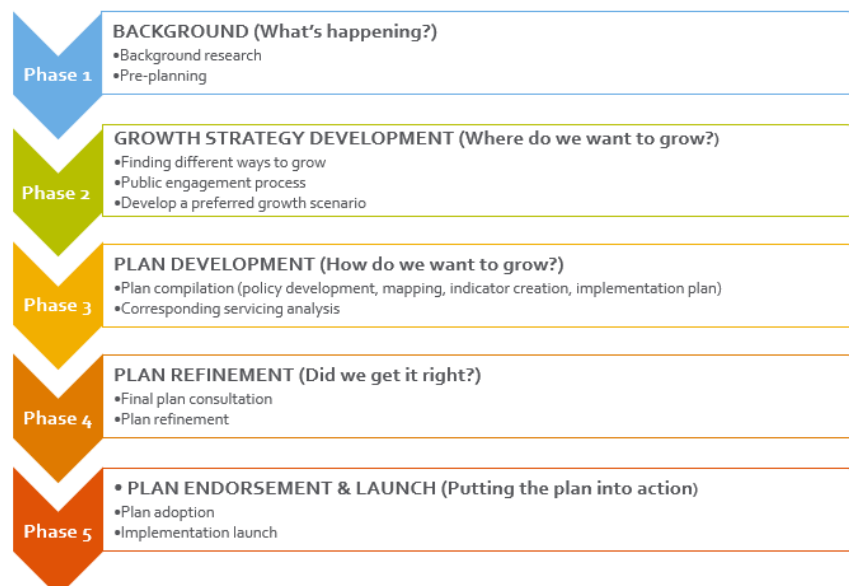 BACKGROUND (What's happening?)
•Background research
Phase 1
•Pre-planning
GROWTH STRATEGY DEVELOPMENT (Where do we want to grow?)
•Finding different ways to grow
Phase 2
•Public engagement process
•Develop a preferred growth scenario
PLAN DEVELOPMENT (How do we want to grow?)
•Plan compilation (policy development, mapping, indicator creation, implementation plan)
Phase 3
•Corresponding servicing analysis
PLAN REFINEMENT (Did we get it right?)
•Final plan consultation
Phase 4
•Plan refinement
• PLAN ENDORSEMENT & LAUNCH (Putting the plan into action)
•Plan adoption
Phase 5
•Implementation launch